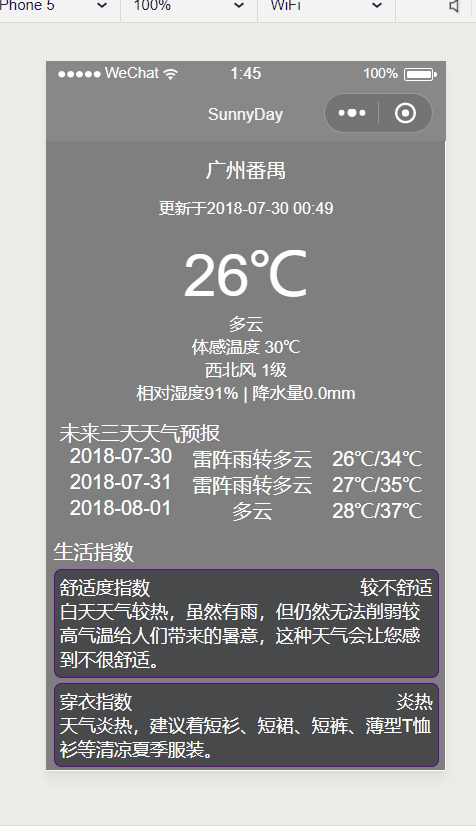 Phone 5 100% WiFi
WeChat 1:45 100%
SunnyDay
广州番禺
更新于2018-07-30 00:49
26℃
多云
体感温度 30℃
西北风 1级
相对湿度91% | 降水量0.0mm
未来三天天气预报
2018-07-30 雷阵雨转多云 26℃/34℃
2018-07-31 雷阵雨转多云 27℃/35℃
2018-08-01 多云 28℃/37℃
生活指数
舒适度指数 较不舒适
白天天气较热，虽然有雨，但仍然无法削弱较
高气温给人们带来的暑意，这种天气会让您感
到不很舒适。
穿衣指数 炎热
天气炎热，建议着短衫、短裙、短裤、薄型T恤
衫等清凉夏季服装。